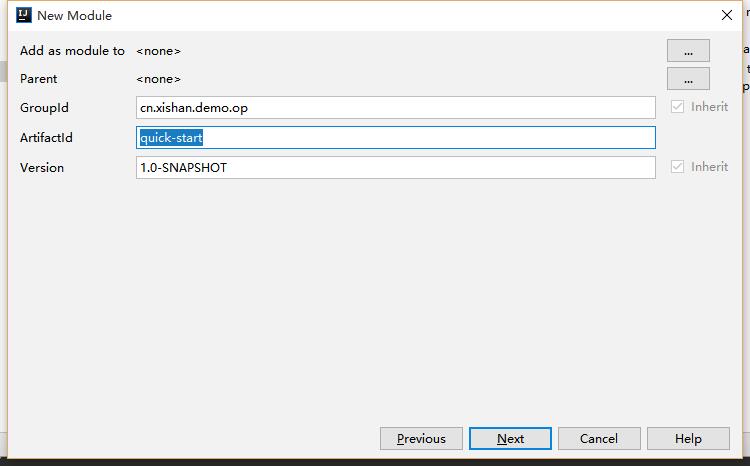 IJ New Module
Add as module to <none> ...
Parent <none> ...
GroupId cn.xishan.demo.op Inherit
ArtifactId quick-start
Version 1.0-SNAPSHOT Inherit
Previous Next Cancel Help